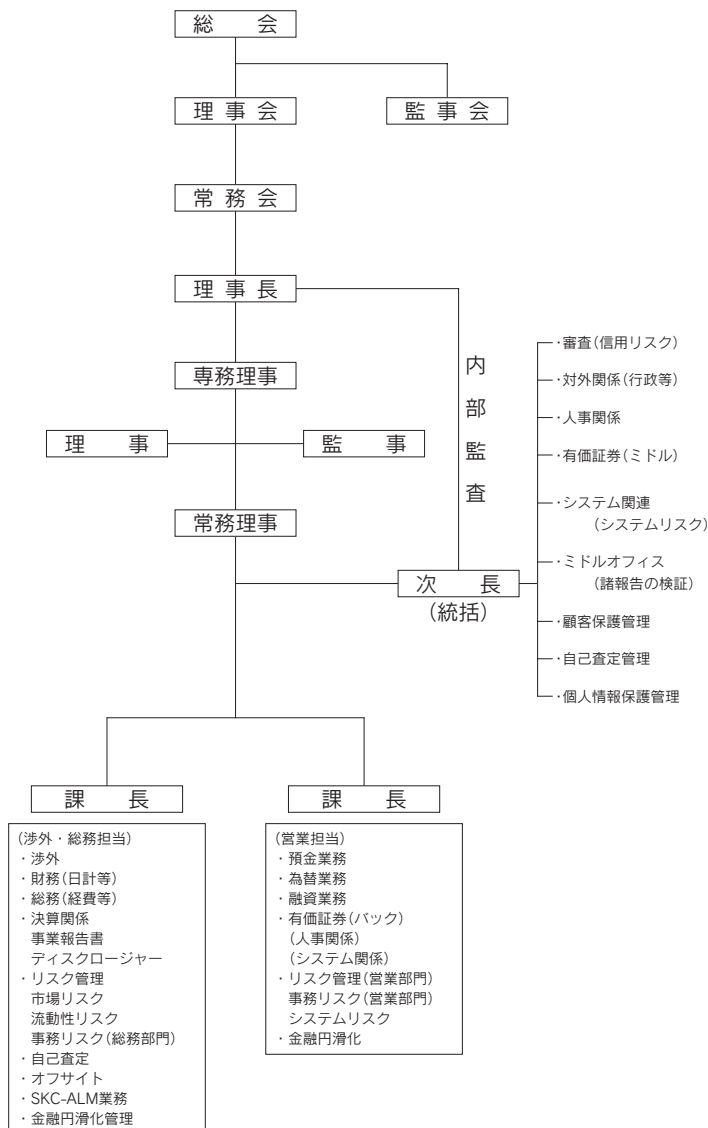 総会
理事会
監事会
常務会
理事長
専務理事
理事
監事
常務理事
内部監査
次長
(統括)
・審査(信用リスク)
・対外関係(行政等)
・人事関係
・有価証券(ミドル)
・システム関連
(システムリスク)
・ミドルオフィス
(諸報告の検証)
・顧客保護管理
・自己査定管理
・個人情報保護管理
課長
(渉外・総務担当)
・渉外
・財務(日計等)
・総務(経費等)
・決算関係
事業報告書
ディスクロージャー
・リスク管理
市場リスク
流動性リスク
事務リスク(総務部門)
・自己査定
・オフサイト
・SKC-ALM業務
・金融円滑化管理
課長
(営業担当)
・預金業務
・為替業務
・融資業務
・有価証券(バック)
(人事関係)
(システム関係)
・リスク管理(営業部門)
事務リスク(営業部門)
システムリスク
・金融円滑化